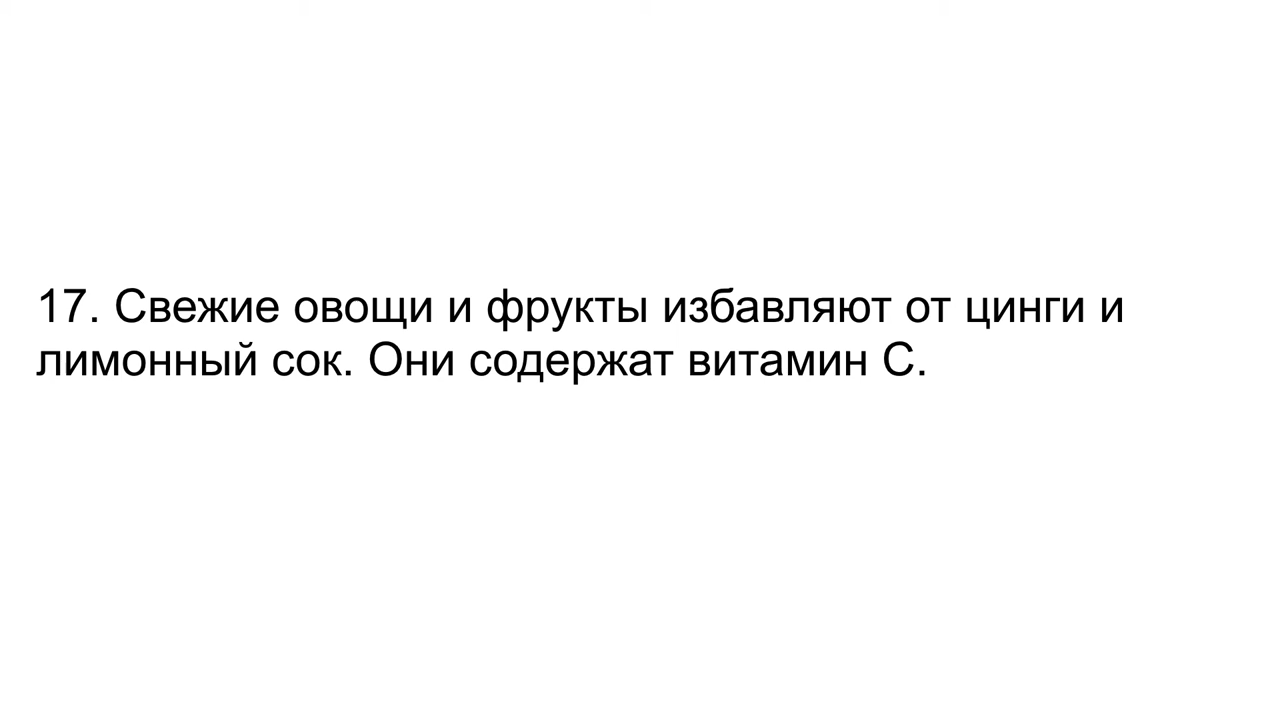 17. Свежие овощи и фрукты избавляют от цинги и
лимонный сок. Они содержат витамин С.